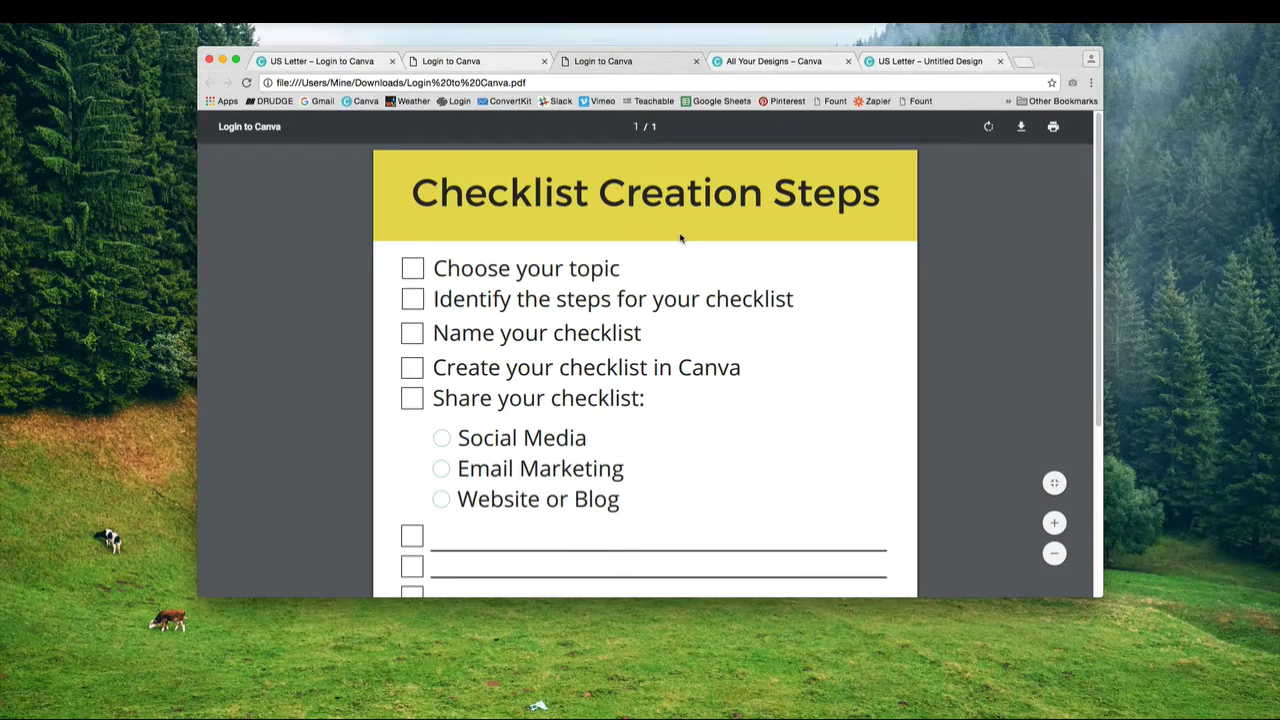 US Letter – Login to Canva
Login to Canva
Login to Canva
All Your Designs – Canva
US Letter – Untitled Design
file:///Users/Mine/Downloads/Login%20to%20Canva.pdf
Apps DRUDGE Gmail Canva Weather Login ConvertKit Slack Vimeo Teachable Google Sheets Pinterest Fount Zapier Fount » Other Bookmarks
Login to Canva
1 / 1
Checklist Creation Steps
Choose your topic
Identify the steps for your checklist
Name your checklist
Create your checklist in Canva
Share your checklist:
Social Media
Email Marketing
Website or Blog